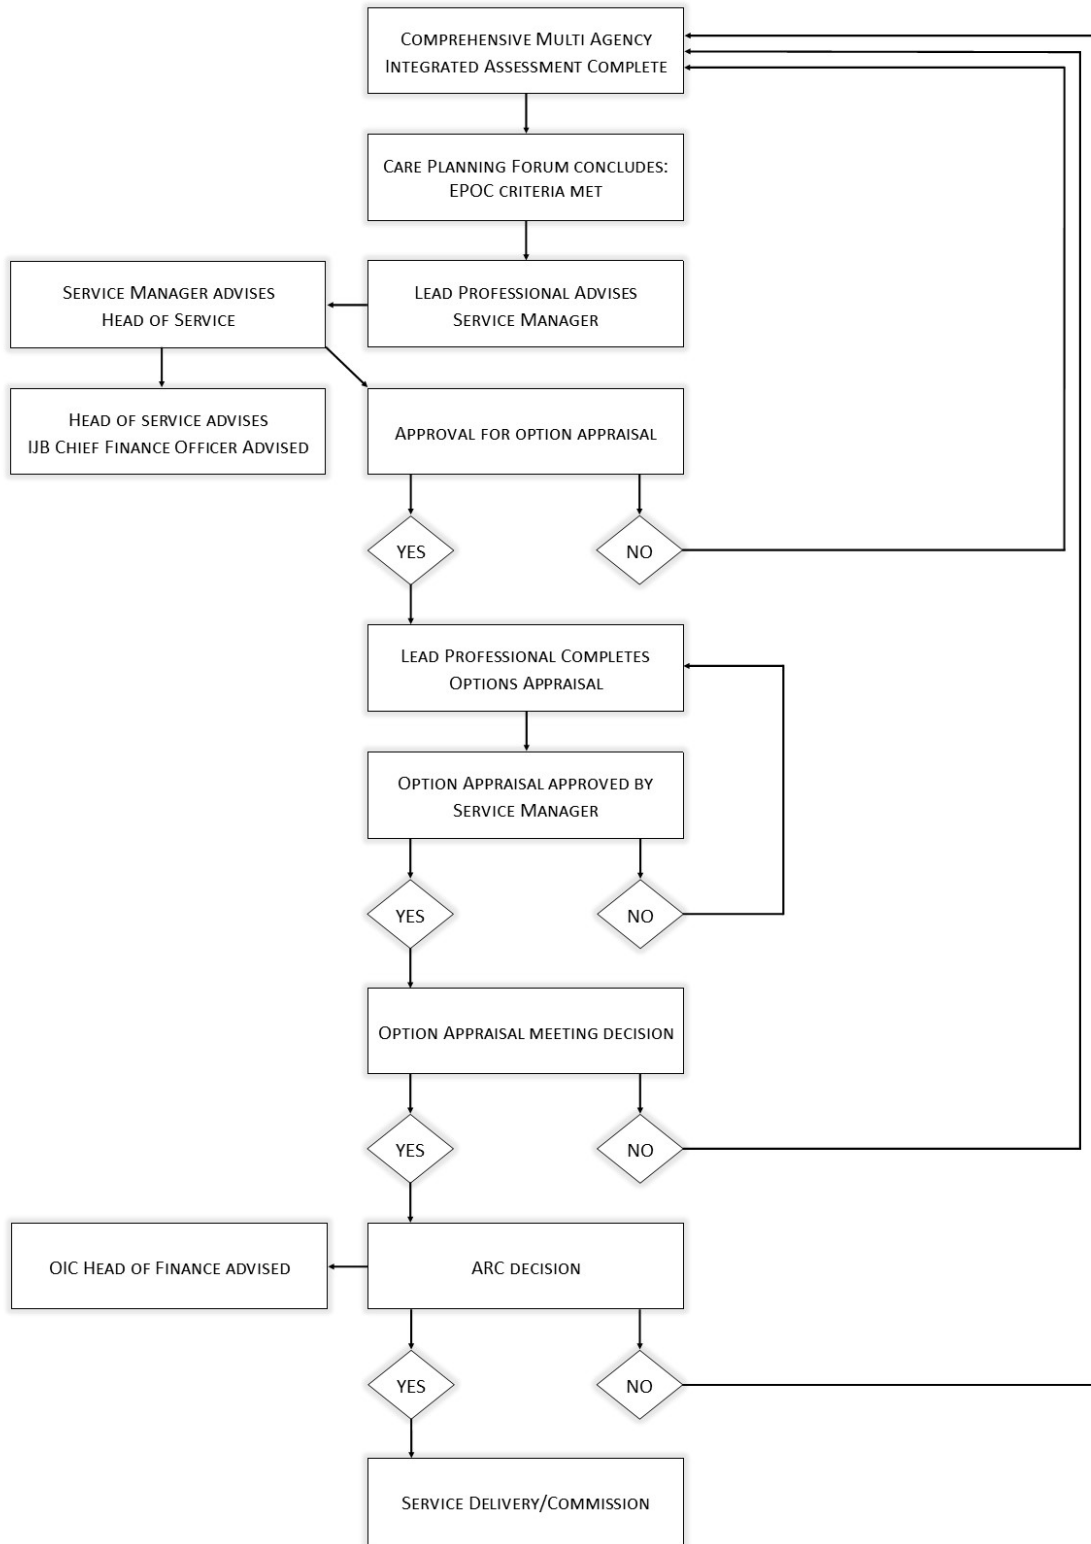 Comprehensive Multi Agency
Integrated Assessment Complete
Care Planning Forum concludes:
EPOC criteria met
Service Manager advises
Head of Service
Lead Professional Advises
Service Manager
Head of service advises
IJB Chief Finance Officer Advised
Approval for option appraisal
YES
NO
Lead Professional Completes
Options Appraisal
Option Appraisal approved by
Service Manager
YES
NO
Option Appraisal meeting decision
YES
NO
OIC Head of Finance advised
ARC decision
YES
NO
Service Delivery/Commission